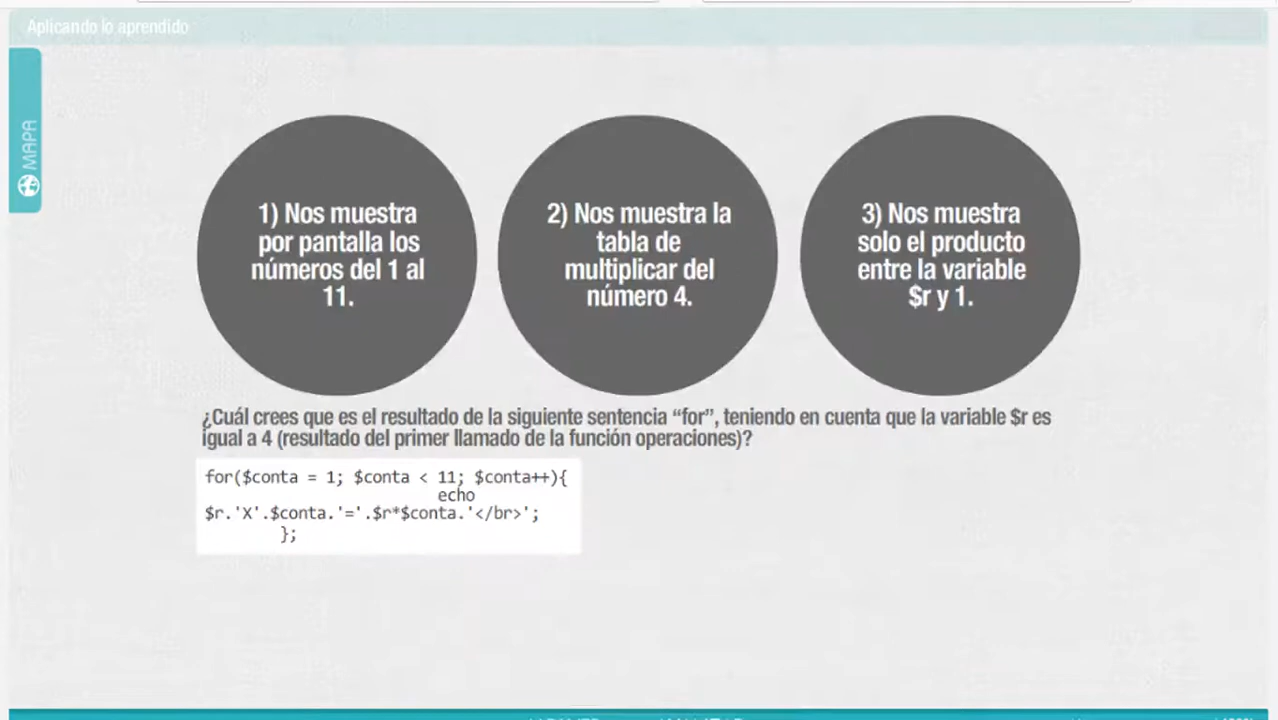 Aplicando lo aprendido
MAPA
1) Nos muestra
por pantalla los
números del 1 al
11.
2) Nos muestra la
tabla de
multiplicar del
número 4.
3) Nos muestra
solo el producto
entre la variable
$r y 1.
¿Cuál crees que es el resultado de la siguiente sentencia “for”, teniendo en cuenta que la variable $r es
igual a 4 (resultado del primer llamado de la función operaciones)?
for($conta = 1; $conta < 11; $conta++){
echo
$r.'X'.$conta.'='.$r*$conta.'</br>';
};